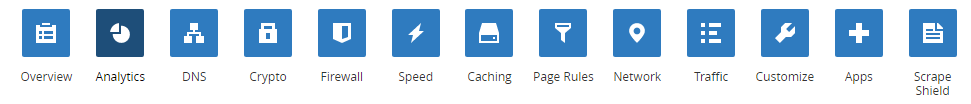 Overview Analytics DNS Crypto Firewall Speed Caching Page Rules Network Traffic Customize Apps Scrape
Shield